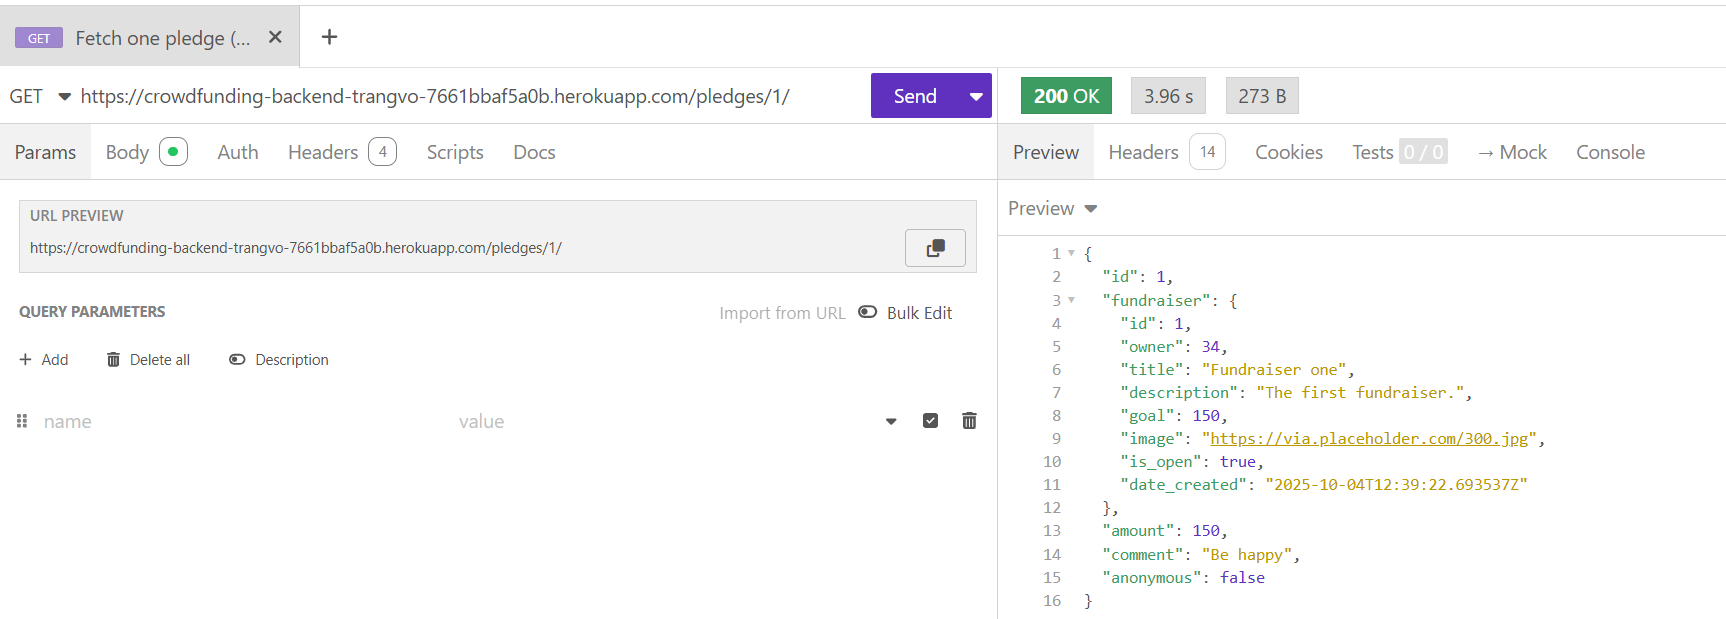 GET Fetch one pledge (...
GET https://crowdfunding-backend-trangvo-7661bbaf5a0b.herokuapp.com/pledges/1/ Send 200 OK 3.96 s 273 B
Params Body Auth Headers 4 Scripts Docs
Preview Headers 14 Cookies Tests 0 / 0 → Mock Console
URL PREVIEW
https://crowdfunding-backend-trangvo-7661bbaf5a0b.herokuapp.com/pledges/1/
QUERY PARAMETERS Import from URL Bulk Edit
+ Add Delete all Description
name value
Preview
1 {
2 "id": 1,
3 "fundraiser": {
4 "id": 1,
5 "owner": 34,
6 "title": "Fundraiser one",
7 "description": "The first fundraiser.",
8 "goal": 150,
9 "image": "https://via.placeholder.com/300.jpg",
10 "is_open": true,
11 "date_created": "2025-10-04T12:39:22.693537Z"
12 },
13 "amount": 150,
14 "comment": "Be happy",
15 "anonymous": false
16 }